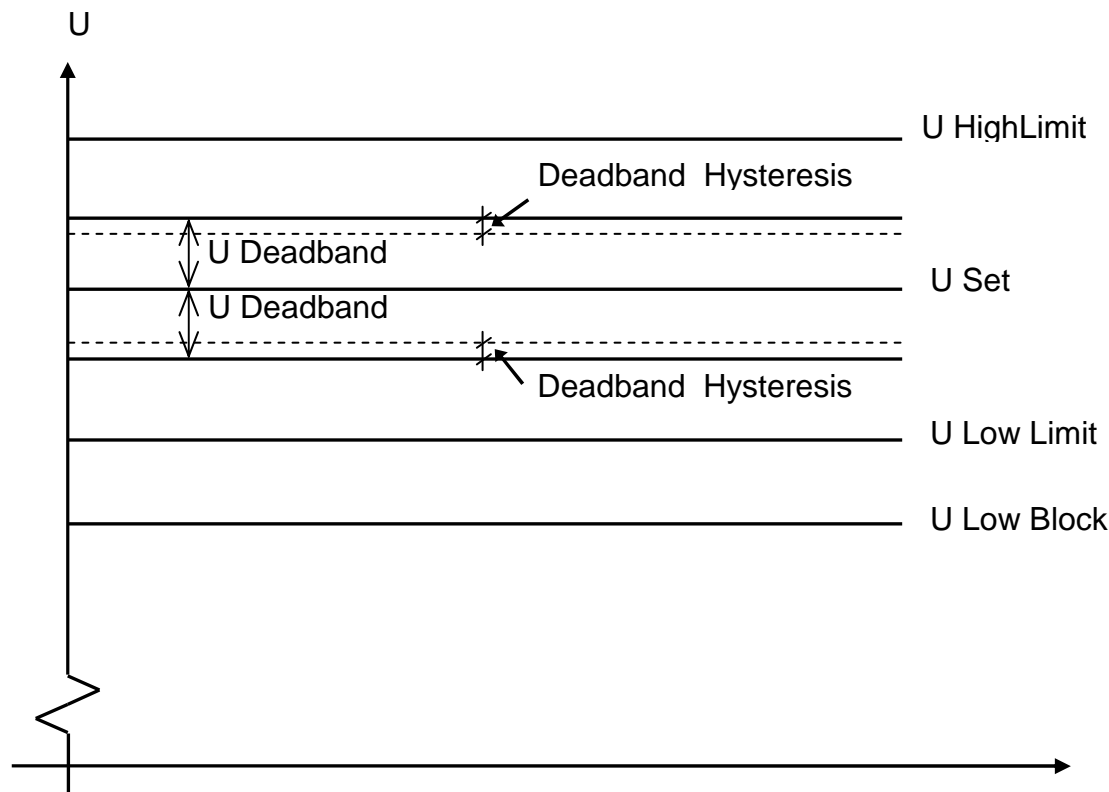 U
U HighLimit
Deadband Hysteresis
U Deadband
U Set
U Deadband
Deadband Hysteresis
U Low Limit
U Low Block